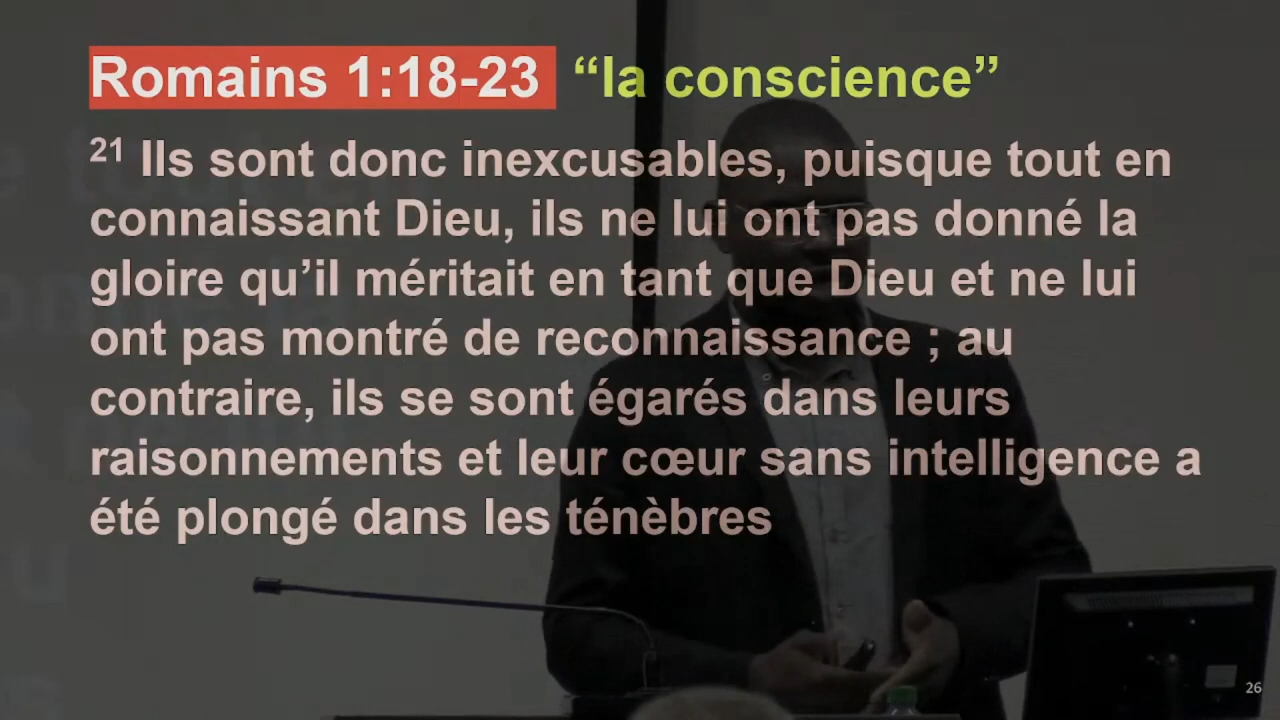 Romains 1:18-23 “la conscience”
21 Ils sont donc inexcusables, puisque tout en
connaissant Dieu, ils ne lui ont pas donné la
gloire qu’il méritait en tant que Dieu et ne lui
ont pas montré de reconnaissance ; au
contraire, ils se sont égarés dans leurs
raisonnements et leur cœur sans intelligence a
été plongé dans les ténèbres
26